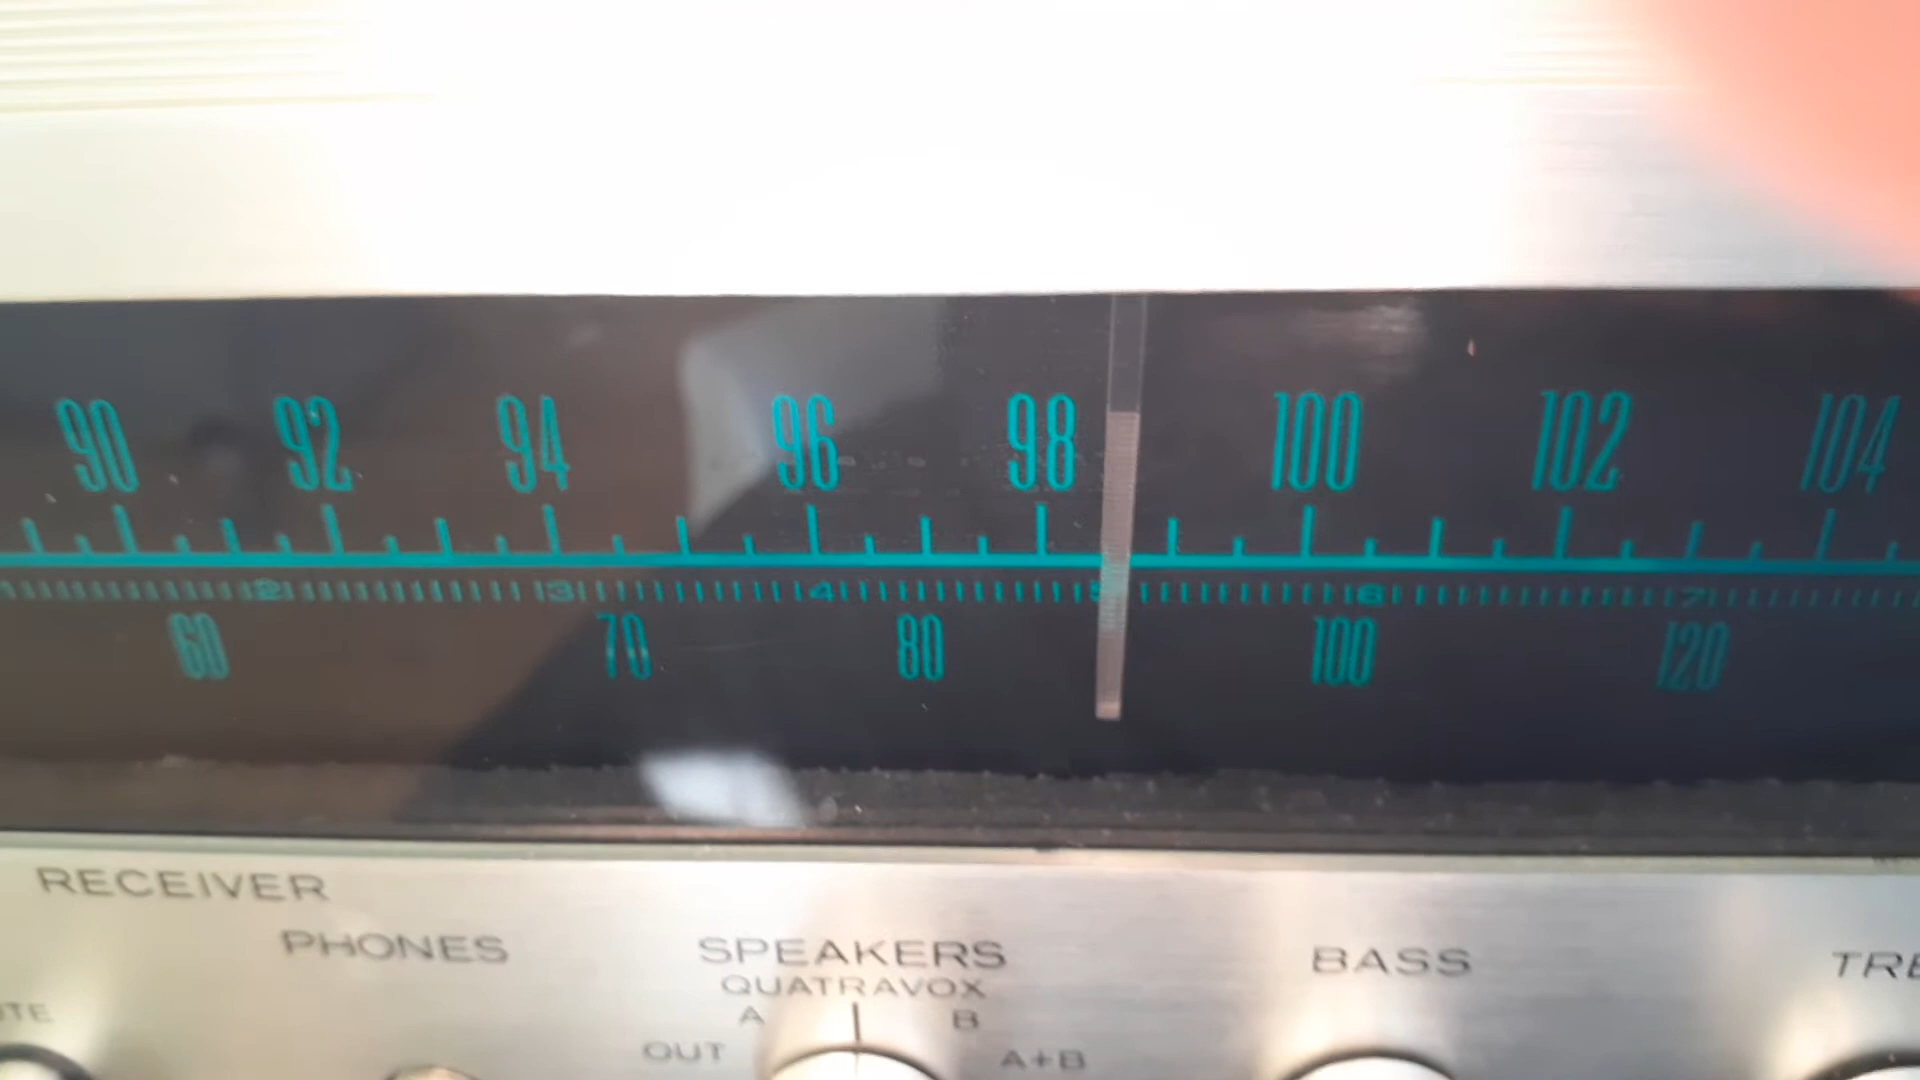 90 92 94 96 98 100 102 104
2 3 4 5 6 7
60 70 80 100 120
RECEIVER
PHONES SPEAKERS BASS
QUATRAVOX
A B
OUT A+B